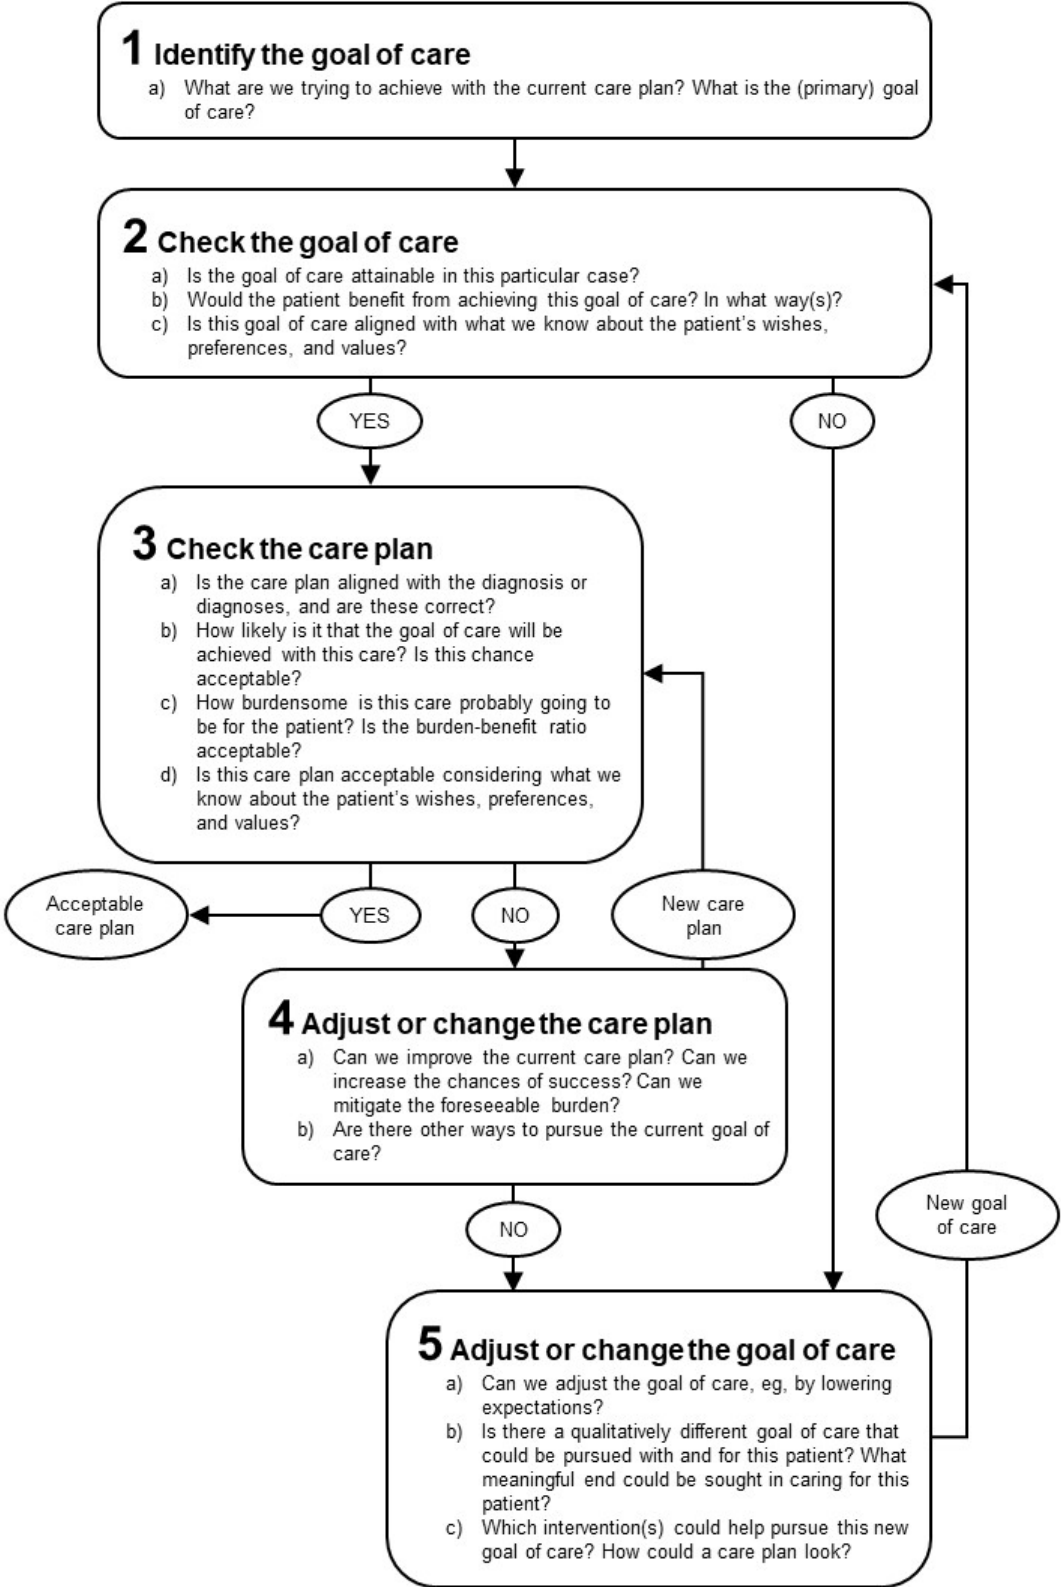 1 Identify the goal of care
a) What are we trying to achieve with the current care plan? What is the (primary) goal
of care?
2 Check the goal of care
a) Is the goal of care attainable in this particular case?
b) Would the patient benefit from achieving this goal of care? In what way(s)?
c) Is this goal of care aligned with what we know about the patient's wishes,
preferences, and values?
YES
NO
3 Check the care plan
a) Is the care plan aligned with the diagnosis or
diagnoses, and are these correct?
b) How likely is it that the goal of care will be
achieved with this care? Is this chance
acceptable?
c) How burdensome is this care probably going to
be for the patient? Is the burden-benefit ratio
acceptable?
d) Is this care plan acceptable considering what we
know about the patient's wishes, preferences,
and values?
Acceptable
care plan
YES
NO
New care
plan
4 Adjust or change the care plan
a) Can we improve the current care plan? Can we
increase the chances of success? Can we
mitigate the foreseeable burden?
b) Are there other ways to pursue the current goal of
care?
NO
New goal
of care
5 Adjust or change the goal of care
a) Can we adjust the goal of care, eg, by lowering
expectations?
b) Is there a qualitatively different goal of care that
could be pursued with and for this patient? What
meaningful end could be sought in caring for this
patient?
c) Which intervention(s) could help pursue this new
goal of care? How could a care plan look?